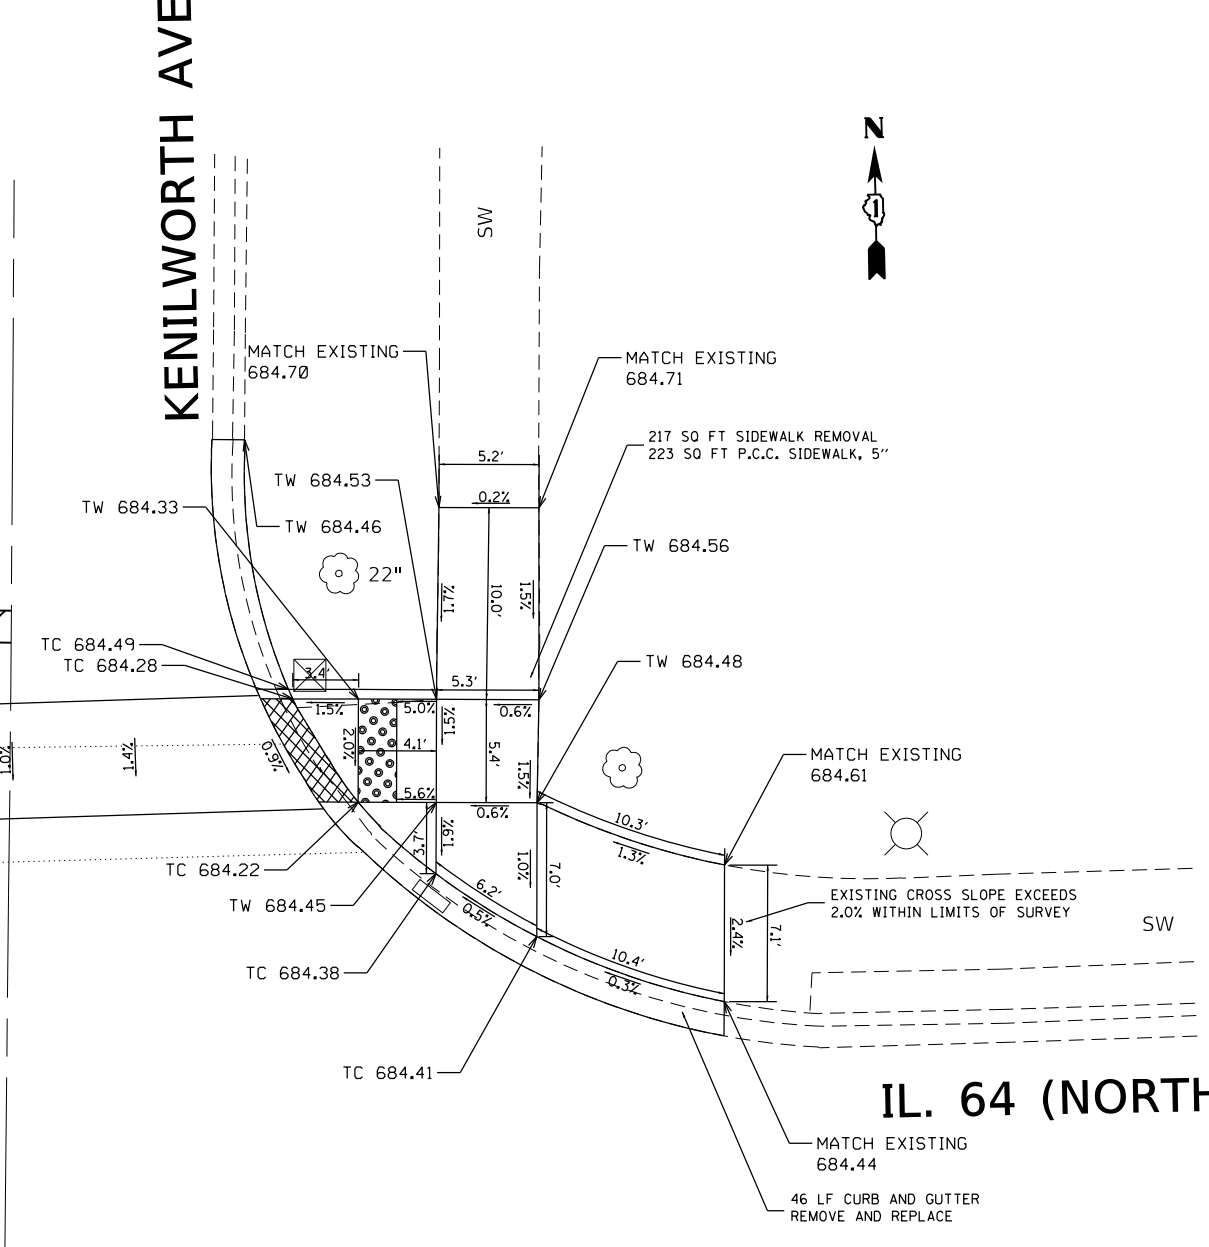 KENILWORTH AVE
N
1
SW
MATCH EXISTING
684.70
MATCH EXISTING
684.71
217 SQ FT SIDEWALK REMOVAL
223 SQ FT P.C.C. SIDEWALK, 5"
5.2'
TW 684.53
0.2%
TW 684.33
TW 684.46
TW 684.56
22"
1.7%
10.0'
1.5%
TC 684.49
TC 684.28
TW 684.48
3.4'
5.3'
1.5%
5.0%
1.5%
0.6%
2.0%
4.1'
5.4'
0.9%
1.0%
1.4%
1.5%
5.6%
0.6%
MATCH EXISTING
684.61
10.3'
1.3%
3.7'
1.9%
1.0%
7.0'
TC 684.22
6.2'
0.5%
TW 684.45
EXISTING CROSS SLOPE EXCEEDS
2.0% WITHIN LIMITS OF SURVEY
2.4%
7.1'
SW
TC 684.38
10.4'
0.3%
TC 684.41
IL. 64 (NORTH
MATCH EXISTING
684.44
46 LF CURB AND GUTTER
REMOVE AND REPLACE